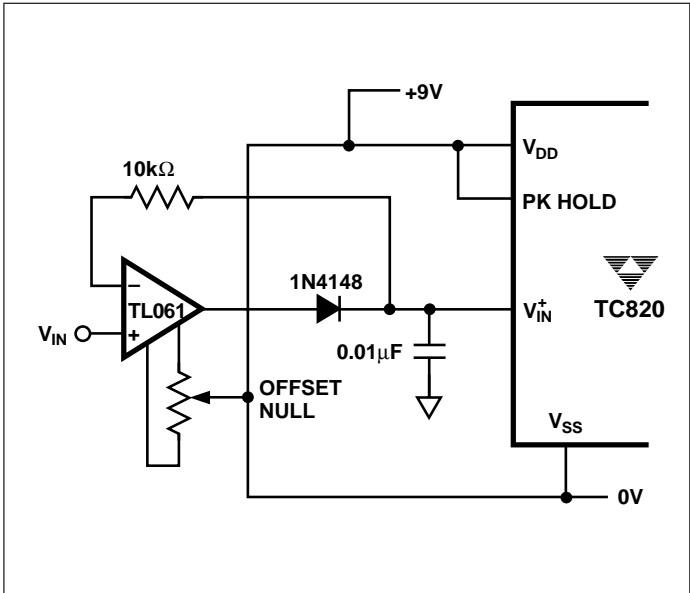 +9V
V_DD
10kΩ
PK HOLD
1N4148
−
TL061
V_IN
+
V_IN^+
TC820
0.01µF
OFFSET
NULL
V_SS
0V